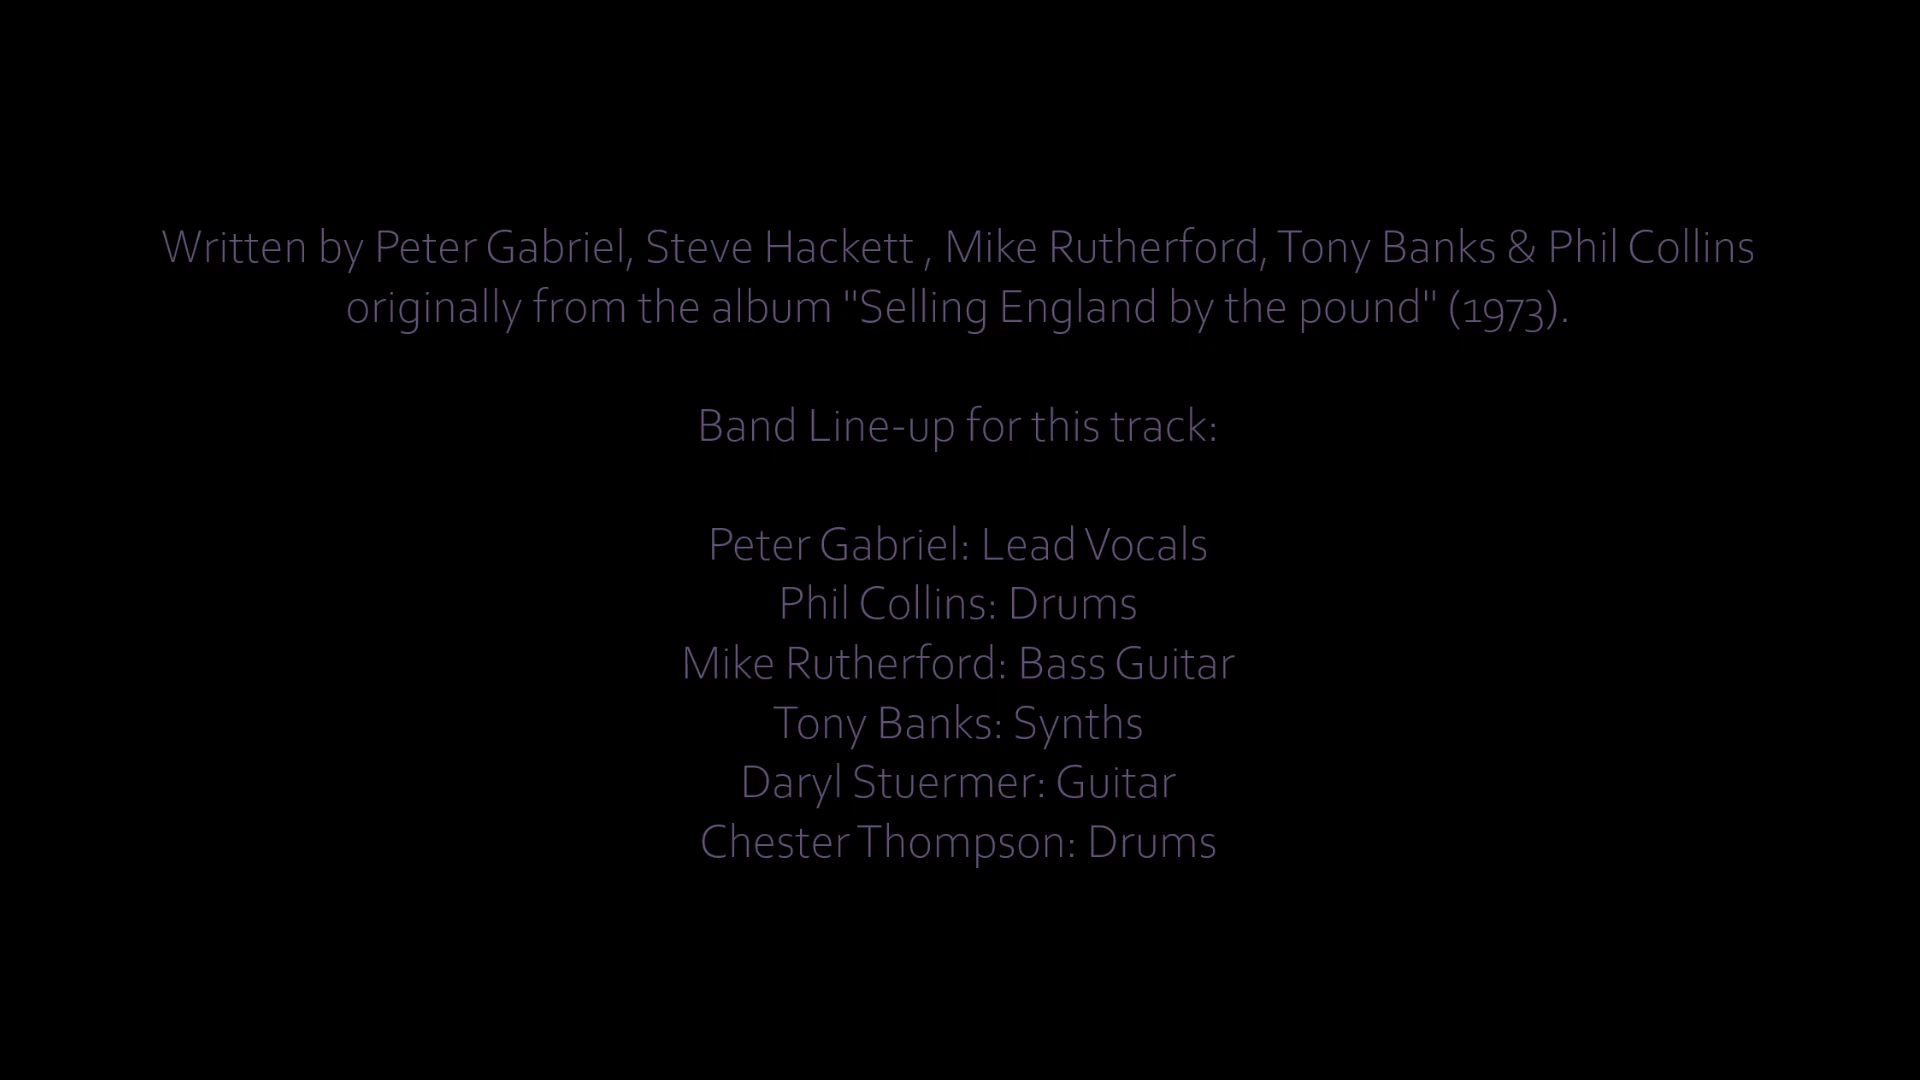 Written by Peter Gabriel, Steve Hackett , Mike Rutherford, Tony Banks & Phil Collins
originally from the album "Selling England by the pound" (1973).
Band Line-up for this track:
Peter Gabriel: Lead Vocals
Phil Collins: Drums
Mike Rutherford: Bass Guitar
Tony Banks: Synths
Daryl Stuermer: Guitar
Chester Thompson: Drums